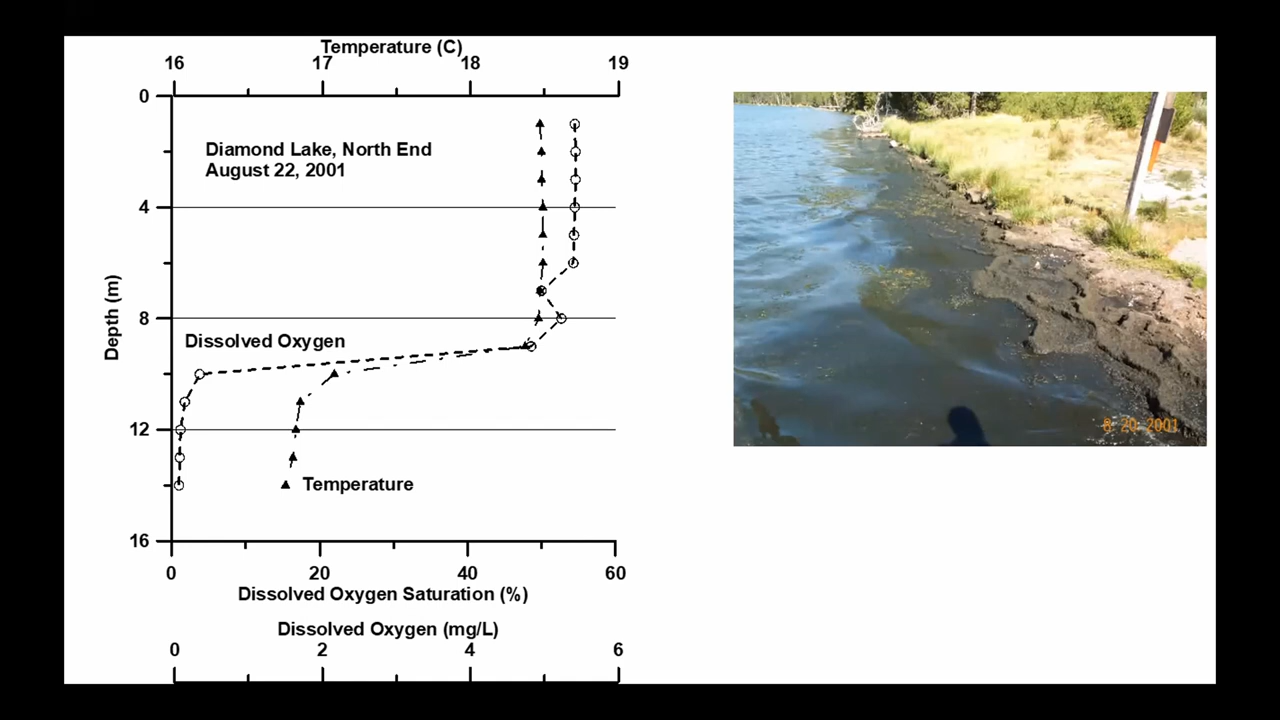 Temperature (C)
16 17 18 19
0
Diamond Lake, North End
August 22, 2001
4
Depth (m)
8
Dissolved Oxygen
12
Temperature
16
0 20 40 60
Dissolved Oxygen Saturation (%)
Dissolved Oxygen (mg/L)
0 2 4 6
8 20 2001